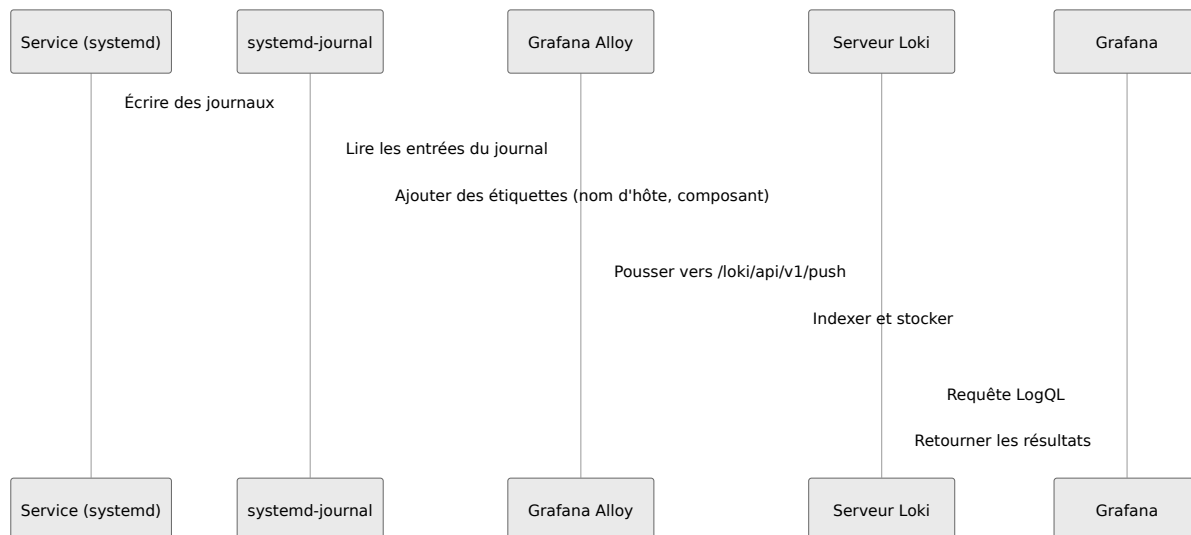 Service (systemd)
systemd-journal
Grafana Alloy
Serveur Loki
Grafana
Écrire des journaux
Lire les entrées du journal
Ajouter des étiquettes (nom d'hôte, composant)
Pousser vers /loki/api/v1/push
Indexer et stocker
Requête LogQL
Retourner les résultats
Service (systemd)
systemd-journal
Grafana Alloy
Serveur Loki
Grafana